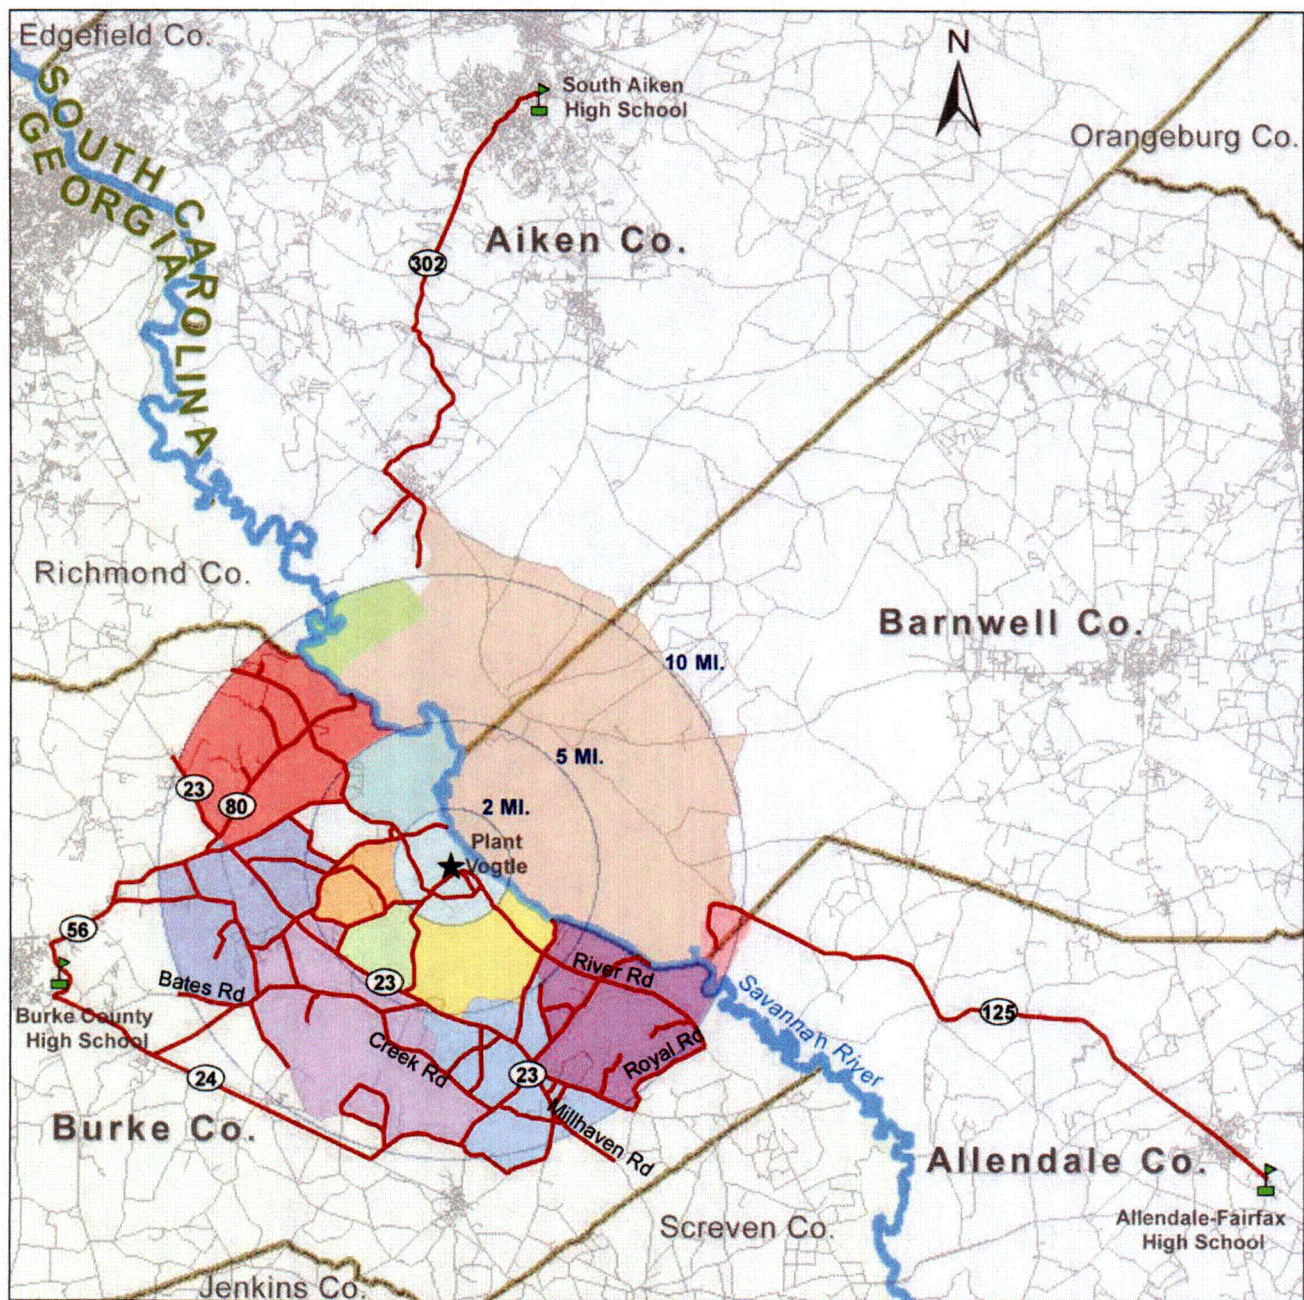 Edgefield Co.
SOUTH CAROLINA
GEORGIA
South Aiken
High School
N
Orangeburg Co.
Aiken Co.
302
Richmond Co.
Barnwell Co.
10 MI.
5 MI.
2 MI.
Plant
Vogtle
23
80
56
Bates Rd
23
River Rd
Burke County
High School
Savannah River
125
Creek Rd
Royal Rd
24
23
Millhaven Rd
Burke Co.
Allendale Co.
Screven Co.
Allendale-Fairfax
High School
Jenkins Co.